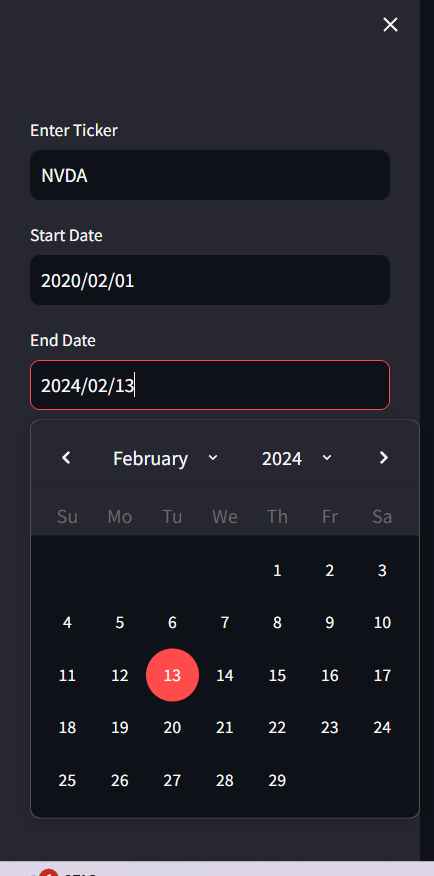 Enter Ticker
NVDA
Start Date
2020/02/01
End Date
2024/02/13
February 2024
Su Mo Tu We Th Fr Sa
1 2 3
4 5 6 7 8 9 10
11 12 13 14 15 16 17
18 19 20 21 22 23 24
25 26 27 28 29